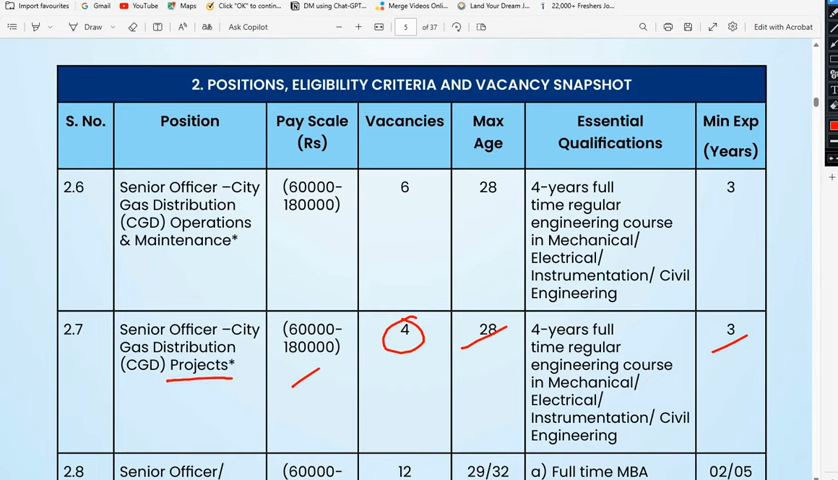 Import favourites Gmail YouTube Maps Click "OK" to contin... DM using Chat-GPT... Merge Videos Onli... Land Your Dream J... 22,000+ Freshers Jo...
Draw Ask Copilot 5 of 37 Edit with Acrobat
2. POSITIONS, ELIGIBILITY CRITERIA AND VACANCY SNAPSHOT
S. No. Position Pay Scale (Rs) Vacancies Max Age Essential Qualifications Min Exp (Years)
2.6 Senior Officer –City Gas Distribution (CGD) Operations & Maintenance* (60000-180000) 6 28 4-years full time regular engineering course in Mechanical/ Electrical/ Instrumentation/ Civil Engineering 3
2.7 Senior Officer –City Gas Distribution (CGD) Projects* (60000-180000) 4 28 4-years full time regular engineering course in Mechanical/ Electrical/ Instrumentation/ Civil Engineering 3
2.8 Senior Officer/ (60000- 12 29/32 a) Full time MBA 02/05